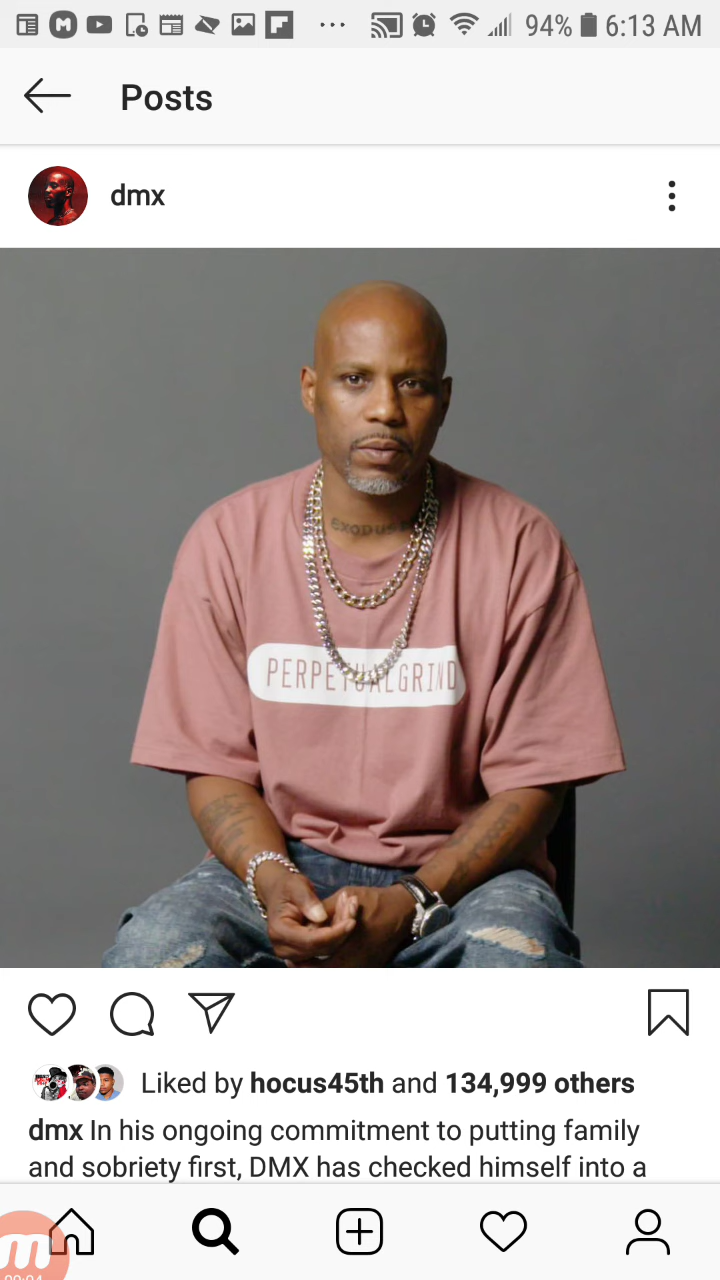 94% 6:13 AM
Posts
dmx
EXODUS
PERPETUALGRIND
Liked by hocus45th and 134,999 others
dmx In his ongoing commitment to putting family
and sobriety first, DMX has checked himself into a